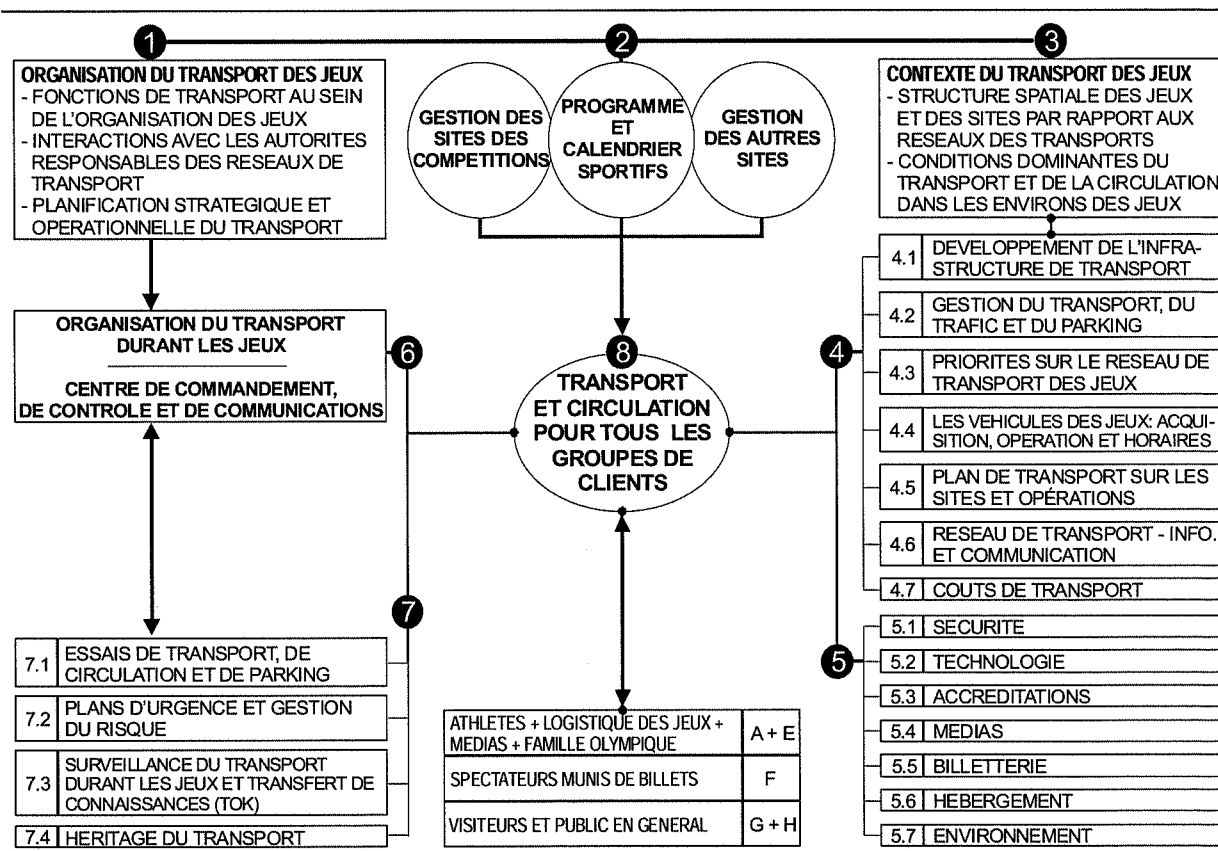 1
2
3
ORGANISATION DU TRANSPORT DES JEUX
- FONCTIONS DE TRANSPORT AU SEIN
DE L'ORGANISATION DES JEUX
- INTERACTIONS AVEC LES AUTORITES
RESPONSABLES DES RESEAUX DE
TRANSPORT
- PLANIFICATION STRATEGIQUE ET
OPERATIONNELLE DU TRANSPORT
GESTION DES
SITES DES
COMPETITIONS
PROGRAMME
ET
CALENDRIER
SPORTIFS
GESTION
DES AUTRES
SITES
CONTEXTE DU TRANSPORT DES JEUX
- STRUCTURE SPATIALE DES JEUX
ET DES SITES PAR RAPPORT AUX
RESEAUX DES TRANSPORTS
- CONDITIONS DOMINANTES DU
TRANSPORT ET DE LA CIRCULATION
DANS LES ENVIRONS DES JEUX
ORGANISATION DU TRANSPORT
DURANT LES JEUX
CENTRE DE COMMANDEMENT,
DE CONTROLE ET DE COMMUNICATIONS
6
8
TRANSPORT
ET CIRCULATION
POUR TOUS LES
GROUPES DE
CLIENTS
4
4.1 DEVELOPPEMENT DE L'INFRA-
STRUCTURE DE TRANSPORT
4.2 GESTION DU TRANSPORT, DU
TRAFIC ET DU PARKING
4.3 PRIORITES SUR LE RESEAU DE
TRANSPORT DES JEUX
4.4 LES VEHICULES DES JEUX: ACQUI-
SITION, OPERATION ET HORAIRES
4.5 PLAN DE TRANSPORT SUR LES
SITES ET OPÉRATIONS
4.6 RESEAU DE TRANSPORT - INFO.
ET COMMUNICATION
4.7 COUTS DE TRANSPORT
5
5.1 SECURITE
5.2 TECHNOLOGIE
5.3 ACCREDITATIONS
5.4 MEDIAS
5.5 BILLETTERIE
5.6 HEBERGEMENT
5.7 ENVIRONNEMENT
7
7.1 ESSAIS DE TRANSPORT, DE
CIRCULATION ET DE PARKING
7.2 PLANS D'URGENCE ET GESTION
DU RISQUE
7.3 SURVEILLANCE DU TRANSPORT
DURANT LES JEUX ET TRANSFERT DE
CONNAISSANCES (TOK)
7.4 HERITAGE DU TRANSPORT
ATHLETES + LOGISTIQUE DES JEUX +
MEDIAS + FAMILLE OLYMPIQUE A + E
SPECTATEURS MUNIS DE BILLETS F
VISITEURS ET PUBLIC EN GENERAL G + H